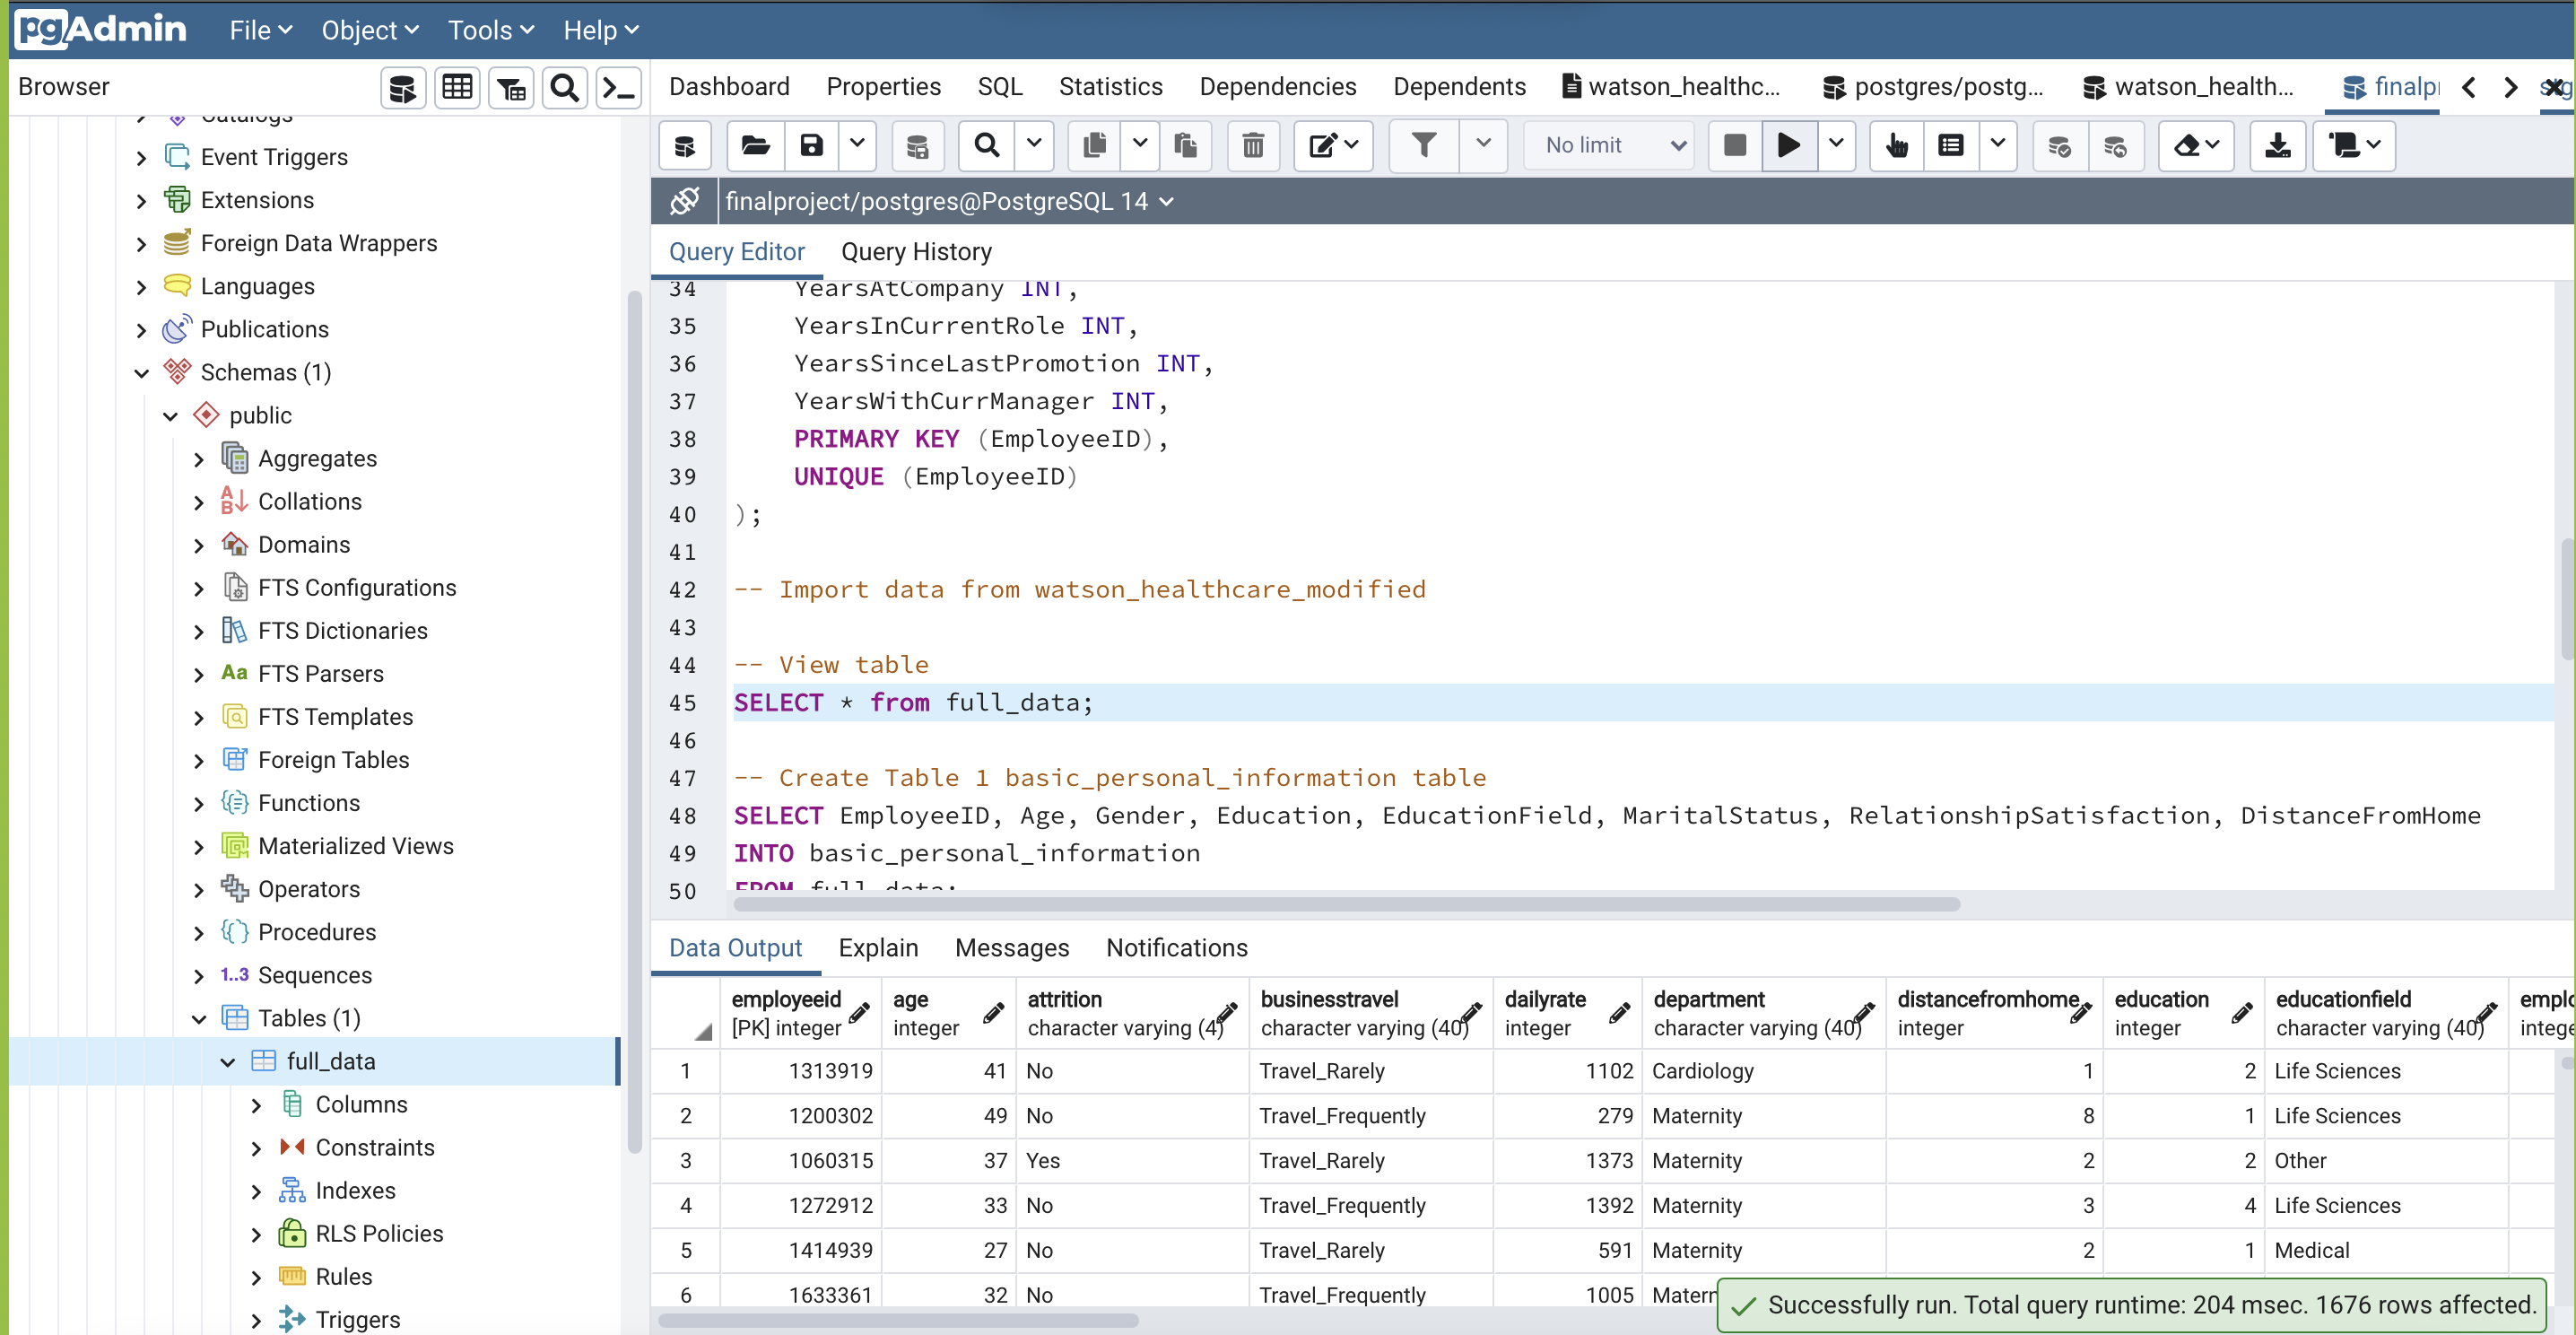 pgAdmin File Object Tools Help
Browser
Dashboard Properties SQL Statistics Dependencies Dependents watson_healthc... postgres/postg... watson_health... finalp
No limit
finalproject/postgres@PostgreSQL 14
Query Editor Query History
Catalogs
Event Triggers
Extensions
Foreign Data Wrappers
Languages
Publications
Schemas (1)
public
Aggregates
Collations
Domains
FTS Configurations
FTS Dictionaries
Aa FTS Parsers
FTS Templates
Foreign Tables
Functions
Materialized Views
Operators
Procedures
1..3 Sequences
Tables (1)
full_data
Columns
Constraints
Indexes
RLS Policies
Rules
Triggers
34 YearsAtCompany INT,
35 YearsInCurrentRole INT,
36 YearsSinceLastPromotion INT,
37 YearsWithCurrManager INT,
38 PRIMARY KEY (EmployeeID),
39 UNIQUE (EmployeeID)
40 );
41
42 -- Import data from watson_healthcare_modified
43
44 -- View table
45 SELECT * from full_data;
46
47 -- Create Table 1 basic_personal_information table
48 SELECT EmployeeID, Age, Gender, Education, EducationField, MaritalStatus, RelationshipSatisfaction, DistanceFromHome
49 INTO basic_personal_information
50 FROM full_data;
Data Output Explain Messages Notifications
employeeid age attrition businesstravel dailyrate department distancefromhome education educationfield emplo
[PK] integer integer character varying (4) character varying (40) integer character varying (40) integer integer character varying (40) intege
1 1313919 41 No Travel_Rarely 1102 Cardiology 1 2 Life Sciences
2 1200302 49 No Travel_Frequently 279 Maternity 8 1 Life Sciences
3 1060315 37 Yes Travel_Rarely 1373 Maternity 2 2 Other
4 1272912 33 No Travel_Frequently 1392 Maternity 3 4 Life Sciences
5 1414939 27 No Travel_Rarely 591 Maternity 2 1 Medical
6 1633361 32 No Travel_Frequently 1005 Matern
Successfully run. Total query runtime: 204 msec. 1676 rows affected.